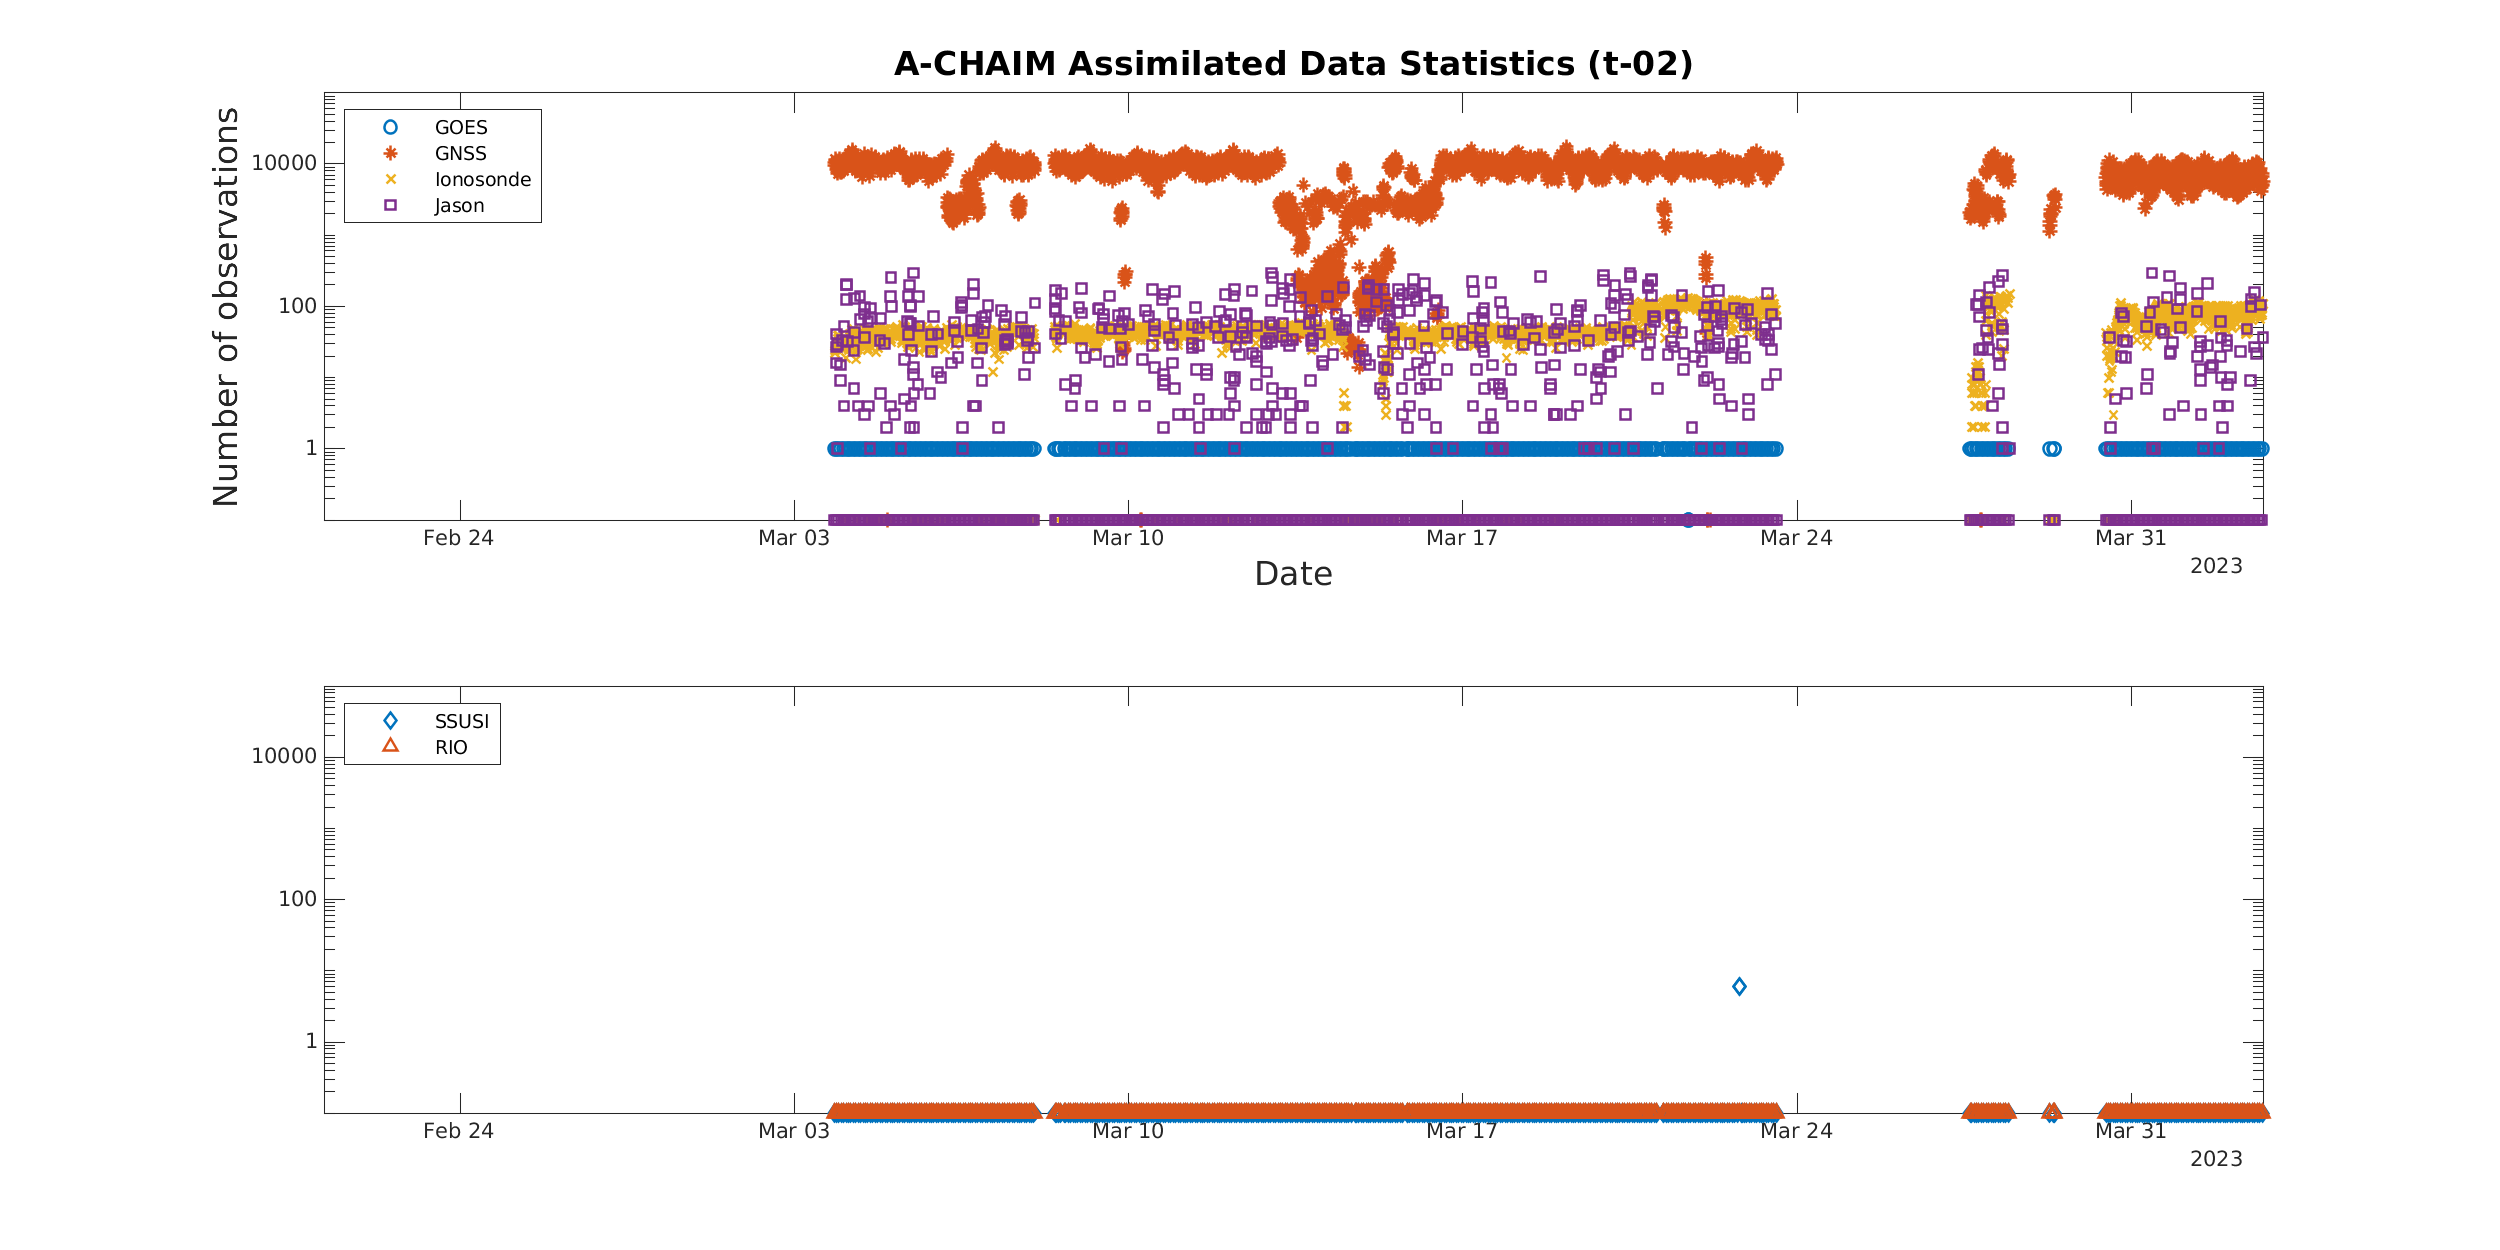 A-CHAIM Assimilated Data Statistics (t-02)
Number of observations
10000
100
1
GOES
GNSS
Ionosonde
Jason
Feb 24
Mar 03
Mar 10
Mar 17
Mar 24
Mar 31
2023
Date
10000
100
1
SSUSI
RIO
Feb 24
Mar 03
Mar 10
Mar 17
Mar 24
Mar 31
2023